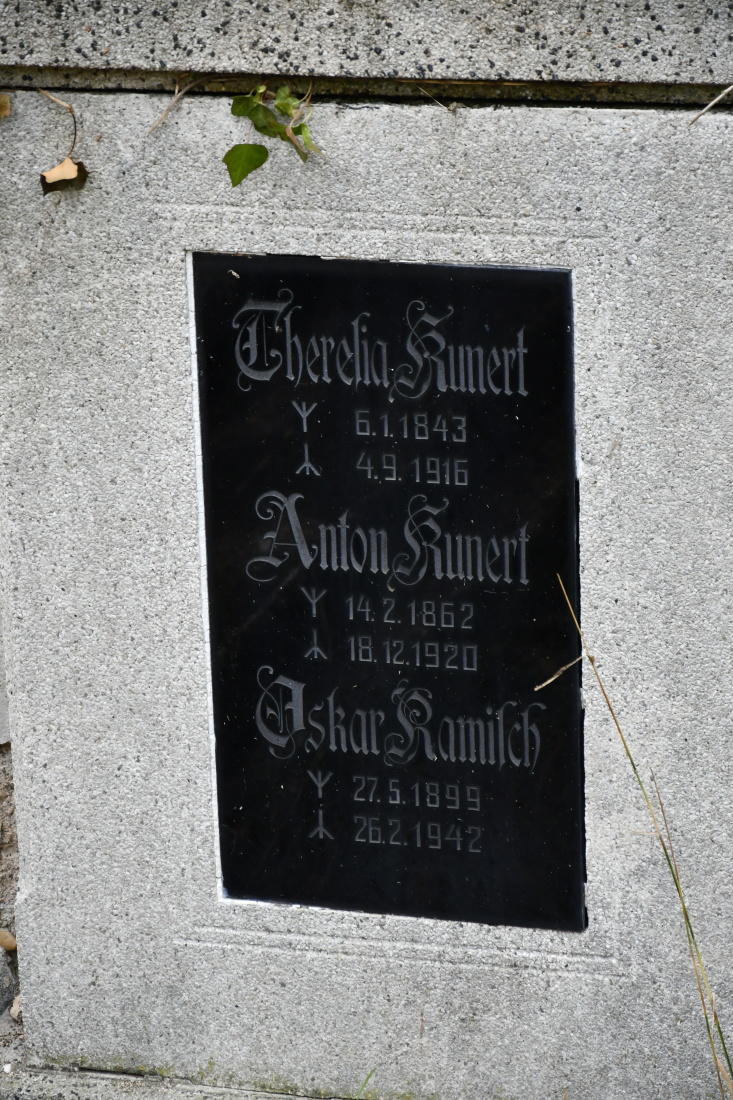 Thereſia Kunert
ᛉ 6.1.1843
ᛣ 4.9.1916
Anton Kunert
ᛉ 14.2.1862
ᛣ 18.12.1920
Oskar Kamiſch
ᛉ 27.5.1899
ᛣ 26.2.1942